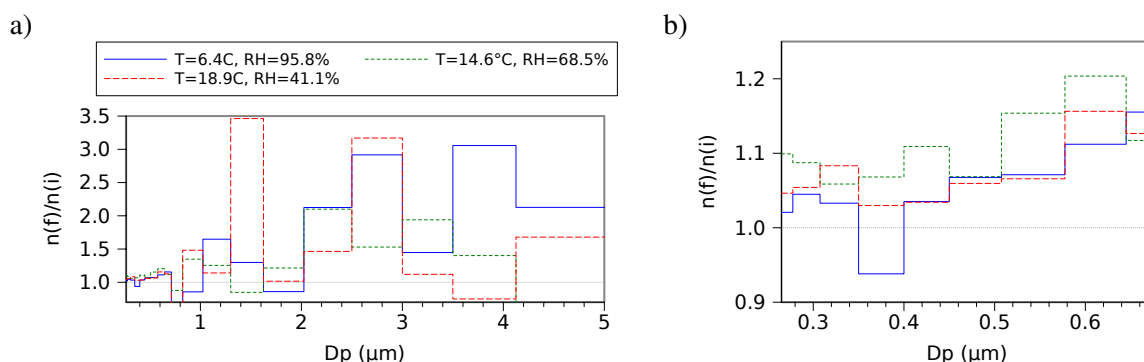 a)
T=6.4C, RH=95.8%
T=14.6°C, RH=68.5%
T=18.9C, RH=41.1%
3.5
3.0
2.5
2.0
1.5
1.0
n(f)/n(i)
1 2 3 4 5
Dp (µm)
b)
1.2
1.1
1.0
0.9
n(f)/n(i)
0.3 0.4 0.5 0.6
Dp (µm)